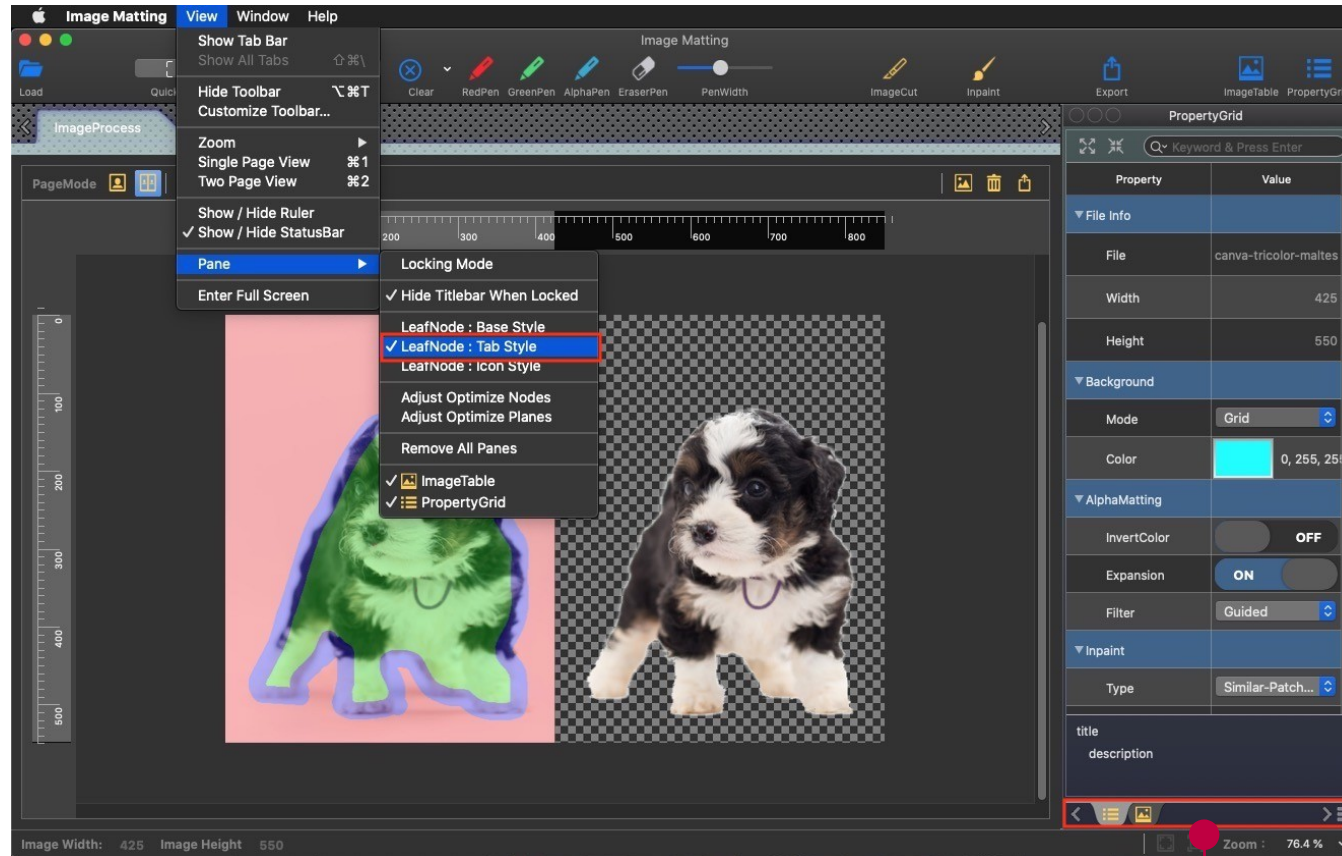 Image Matting View Window Help
Image Matting
Load
Quick
Clear
RedPen
GreenPen
AlphaPen
EraserPen
PenWidth
ImageCut
Inpaint
Export
ImageTable
PropertyGr
Show Tab Bar
Show All Tabs ⇧⌘\
Hide Toolbar ⌥⌘T
Customize Toolbar...
Zoom
Single Page View ⌘1
Two Page View ⌘2
Show / Hide Ruler
✓ Show / Hide StatusBar
Pane
Enter Full Screen
Locking Mode
✓ Hide Titlebar When Locked
LeafNode : Base Style
✓ LeafNode : Tab Style
LeafNode : Icon Style
Adjust Optimize Nodes
Adjust Optimize Planes
Remove All Panes
✓ ImageTable
✓ PropertyGrid
ImageProcess
PageMode
200 300 400 500 600 700 800
0
100
200
300
400
500
PropertyGrid
Keyword & Press Enter
Property Value
File Info
File canva-tricolor-maltes
Width 425
Height 550
Background
Mode Grid
Color 0, 255, 25
AlphaMatting
InvertColor OFF
Expansion ON
Filter Guided
Inpaint
Type Similar-Patch...
title
description
Image Width: 425 Image Height 550
Zoom : 76.4 %